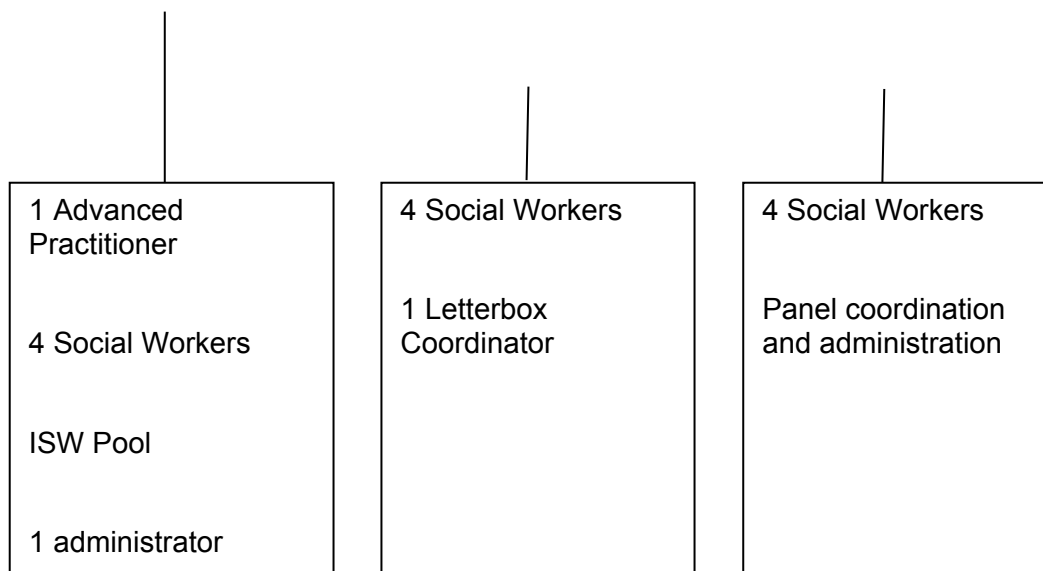 1 Advanced
Practitioner
4 Social Workers
ISW Pool
1 administrator
4 Social Workers
1 Letterbox
Coordinator
4 Social Workers
Panel coordination
and administration